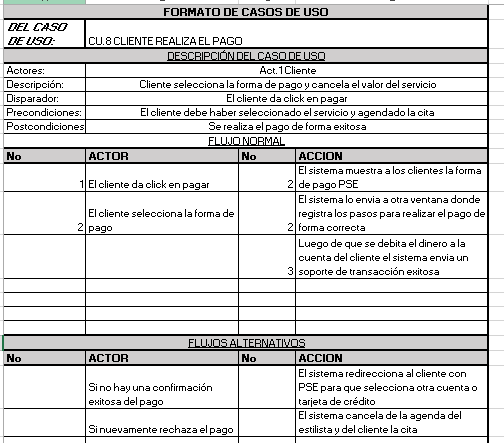 FORMATO DE CASOS DE USO
DEL CASO
DE USO: CU.8 CLIENTE REALIZA EL PAGO
DESCRIPCIÓN DEL CASO DE USO
Actores: Act.1Cliente
Descripción: Cliente selecciona la forma de pago y cancela el valor del servicio
Disparador: El cliente da click en pagar
Precondiciones: El cliente debe haber seleccionado el servicio y agendado la cita
Postcondiciones Se realiza el pago de forma exitosa
FLUJO NORMAL
No ACTOR No ACCION
1 El cliente da click en pagar 2 El sistema muestra a los clientes la forma
de pago PSE
2 El cliente selecciona la forma de
pago
2 El sistema lo envia a otra ventana donde
registra los pasos para realizar el pago de
forma correcta
3 Luego de que se debita el dinero a la
cuenta del cliente el sistema envia un
soporte de transacción exitosa
FLUJOS ALTERNATIVOS
No ACTOR No ACCION
Si no hay una confirmación
exitosa del pago
El sistema redirecciona al cliente con
PSE para que selecciona otra cuenta o
tarjeta de crédito
Si nuevamente rechaza el pago
El sistema cancela de la agenda del
estilista y del cliente la cita